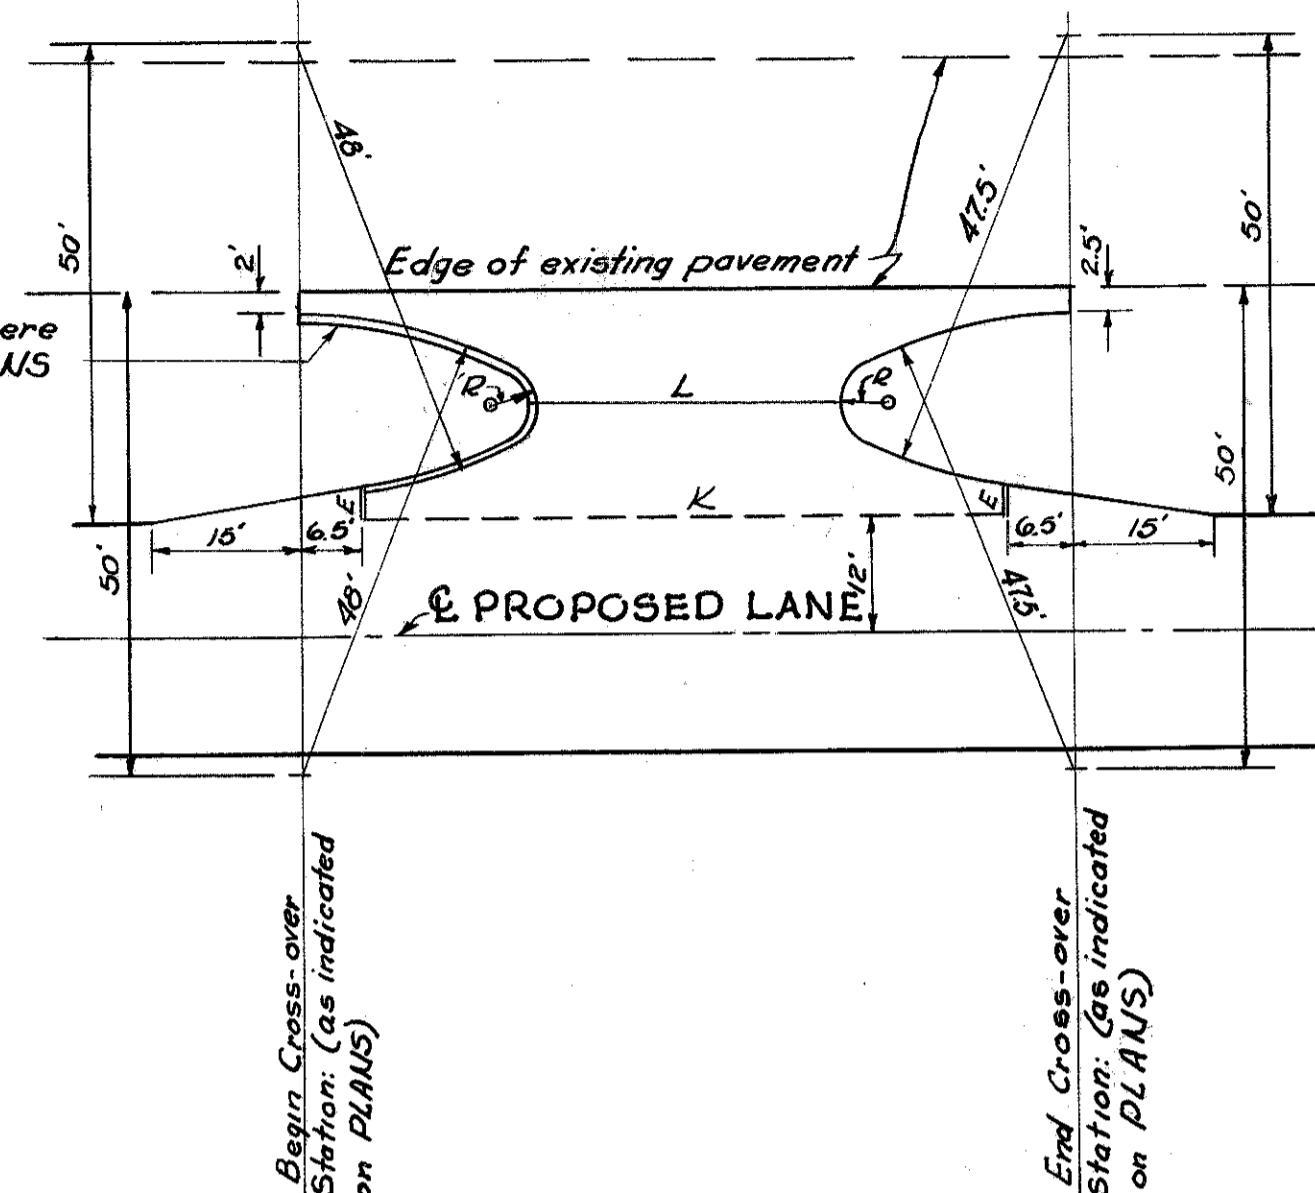 48'
47.5'
50'
50'
2'
2.5'
Edge of existing pavement
ere
NS
R
L
R
50'
K
E
E
15'
6.5'
6.5'
15'
50'
48'
12'
47.5'
℄ PROPOSED LANE
Begin Cross-over
Station: (as indicated
on PLANS)
End Cross-over
Station: (as indicated
on PLANS)